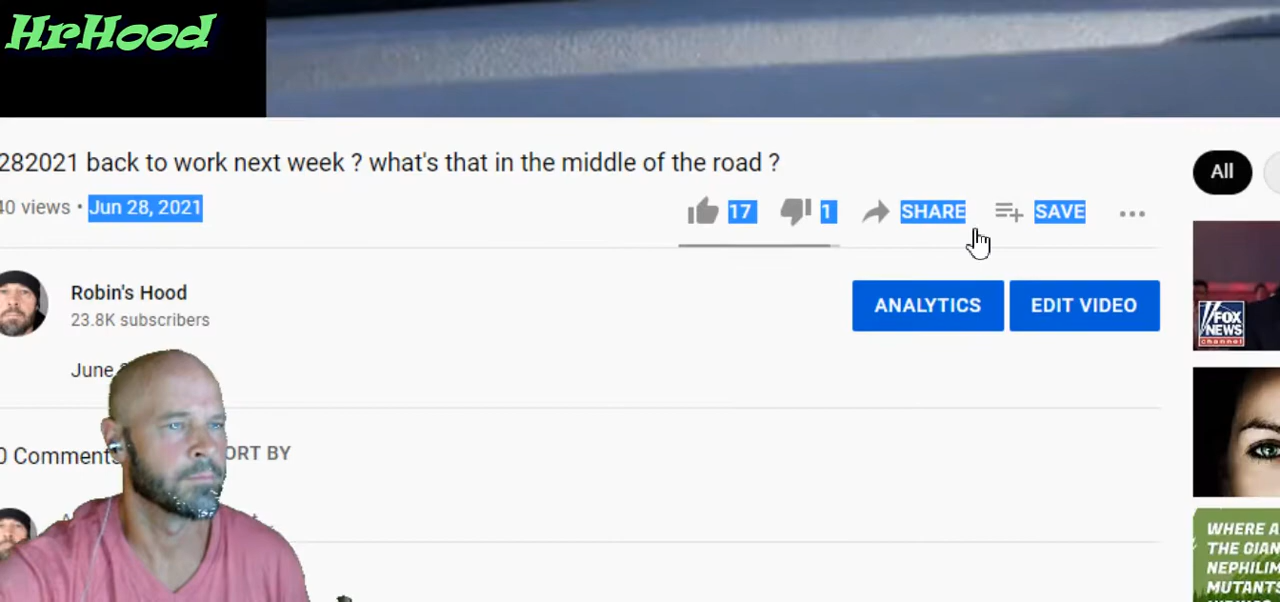 HrHood
282021 back to work next week ? what's that in the middle of the road ?
40 views • Jun 28, 2021
17
1
SHARE
SAVE
All
Robin's Hood
23.8K subscribers
ANALYTICS
EDIT VIDEO
FOX
NEWS
channel
June
0 Comments
ORT BY
WHERE A
THE GIAN
NEPHILIM
MUTANTS